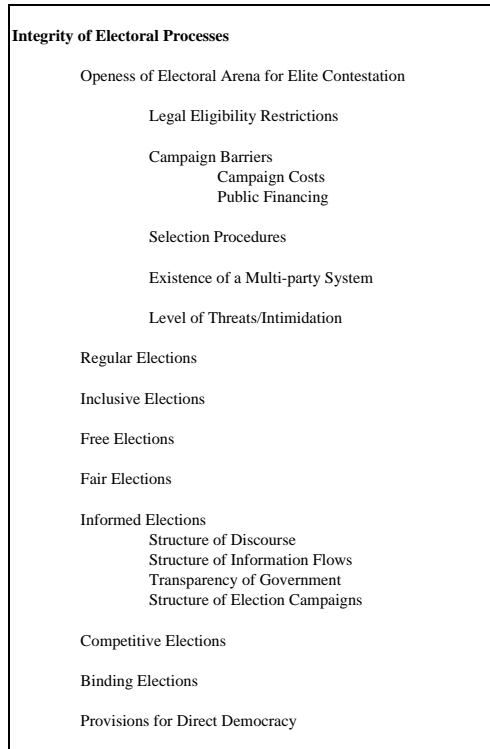 Integrity of Electoral Processes
Openess of Electoral Arena for Elite Contestation
Legal Eligibility Restrictions
Campaign Barriers
Campaign Costs
Public Financing
Selection Procedures
Existence of a Multi-party System
Level of Threats/Intimidation
Regular Elections
Inclusive Elections
Free Elections
Fair Elections
Informed Elections
Structure of Discourse
Structure of Information Flows
Transparency of Government
Structure of Election Campaigns
Competitive Elections
Binding Elections
Provisions for Direct Democracy